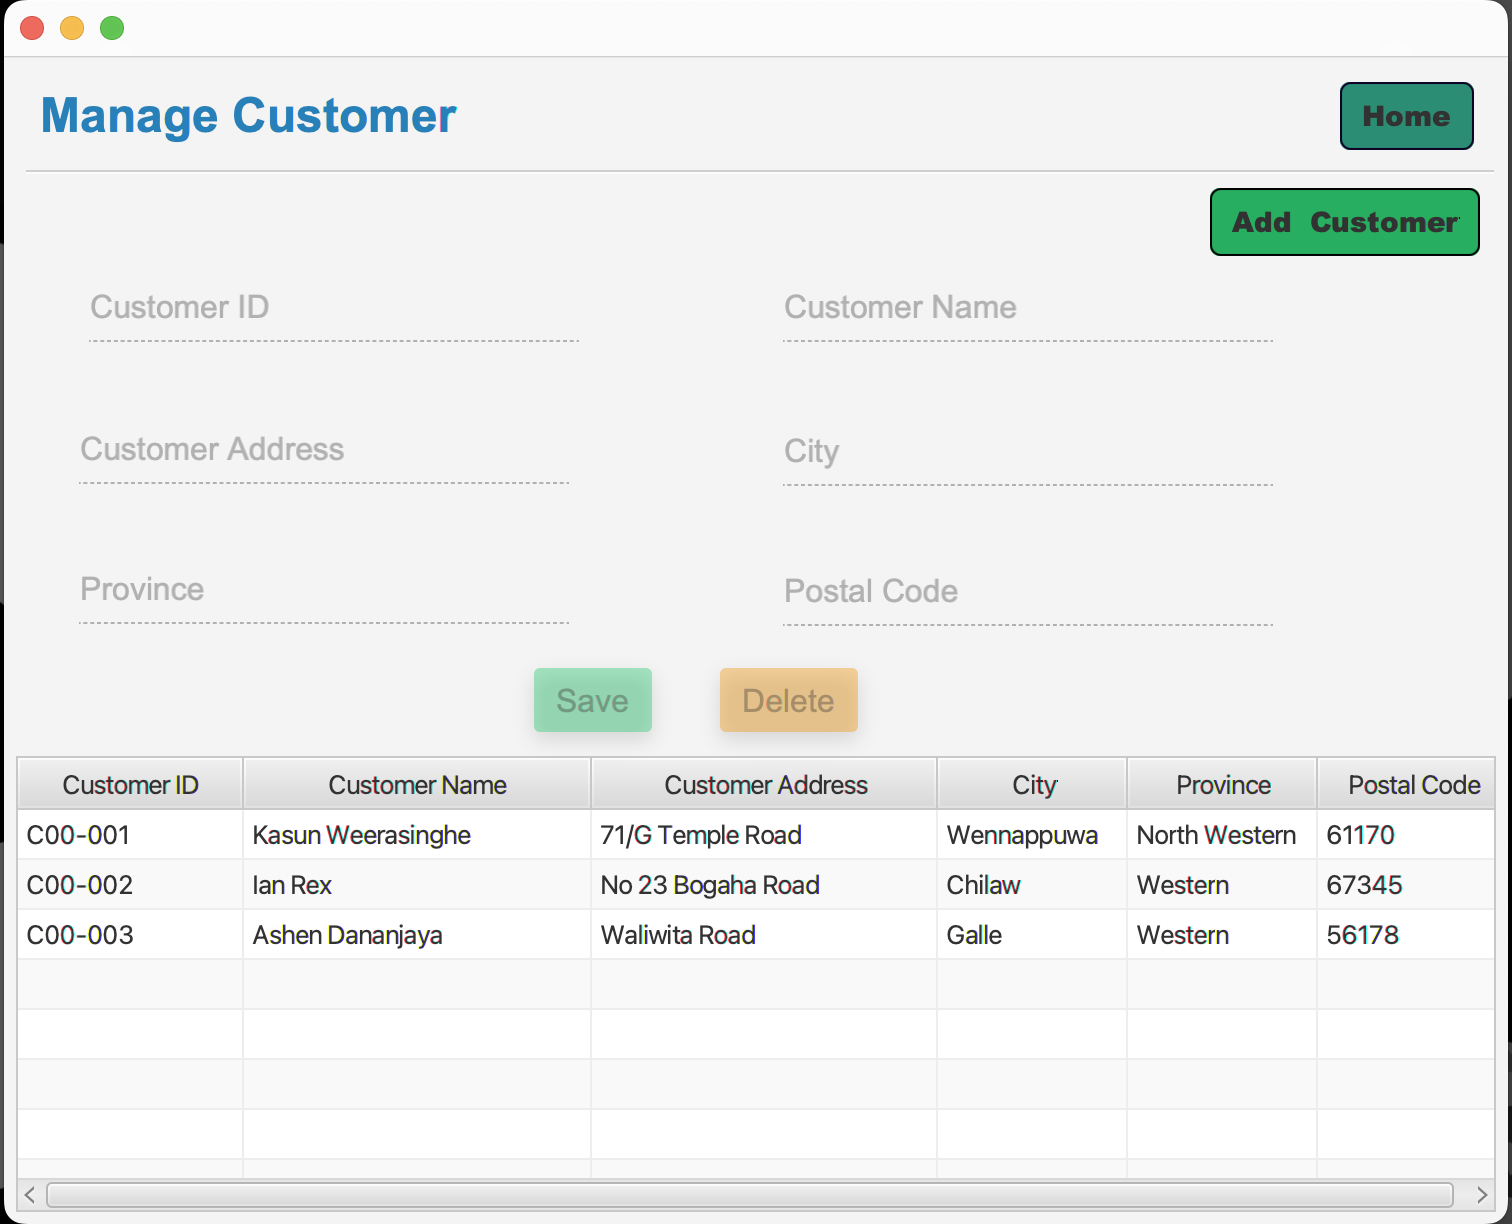 Manage Customer
Home
Add Customer
Customer ID
Customer Name
Customer Address
City
Province
Postal Code
Save
Delete
Customer ID Customer Name Customer Address City Province Postal Code
C00-001 Kasun Weerasinghe 71/G Temple Road Wennappuwa North Western 61170
C00-002 Ian Rex No 23 Bogaha Road Chilaw Western 67345
C00-003 Ashen Dananjaya Waliwita Road Galle Western 56178